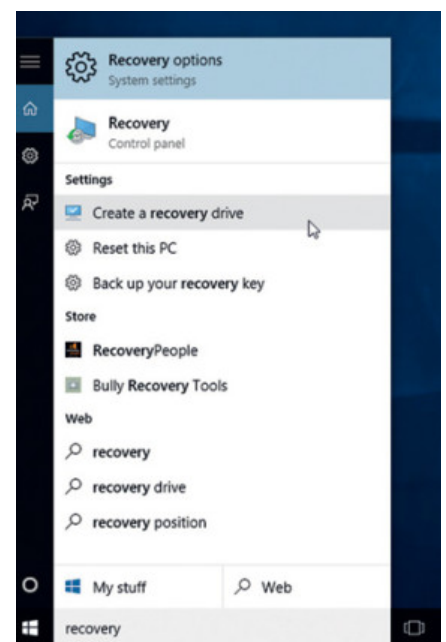 Recovery options
System settings
Recovery
Control panel
Settings
Create a recovery drive
Reset this PC
Back up your recovery key
Store
RecoveryPeople
Bully Recovery Tools
Web
recovery
recovery drive
recovery position
My stuff
Web
recovery